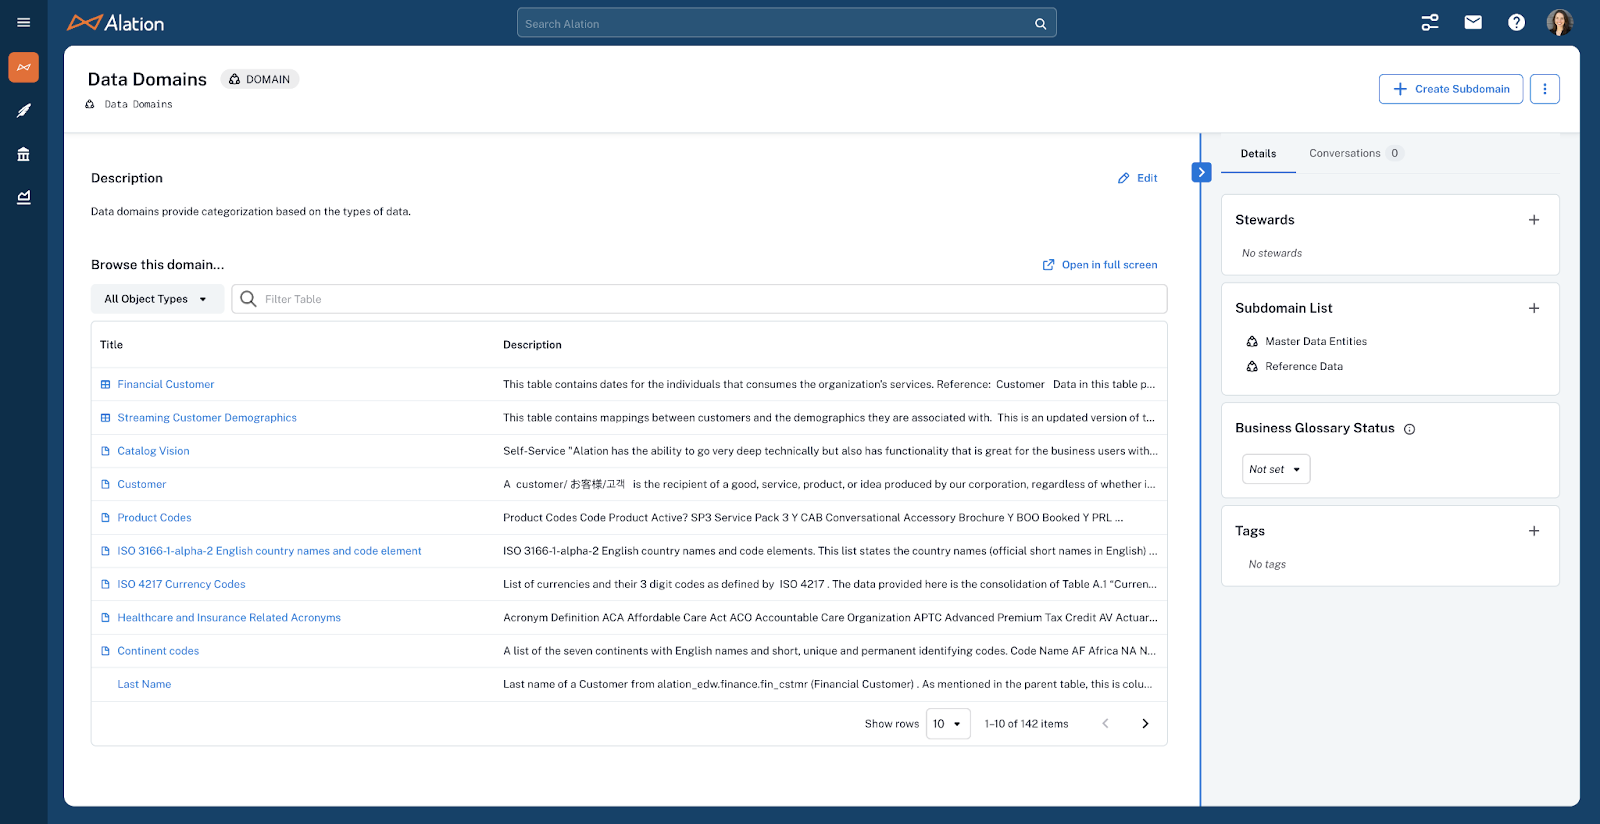 Alation
Search Alation
Data Domains DOMAIN
Data Domains
Create Subdomain
Description
Edit
Data domains provide categorization based on the types of data.
Browse this domain...
Open in full screen
All Object Types
Filter Table
Title Description
Financial Customer This table contains dates for the individuals that consumes the organization's services. Reference: Customer Data in this table p...
Streaming Customer Demographics This table contains mappings between customers and the demographics they are associated with. This is an updated version of t...
Catalog Vision Self-Service "Alation has the ability to go very deep technically but also has functionality that is great for the business users with...
Customer A customer/ お客様/고객 is the recipient of a good, service, product, or idea produced by our corporation, regardless of whether i...
Product Codes Product Codes Code Product Active? SP3 Service Pack 3 Y CAB Conversational Accessory Brochure Y BOO Booked Y PRL ...
ISO 3166-1-alpha-2 English country names and code element ISO 3166-1-alpha-2 English country names and code elements. This list states the country names (official short names in English) ...
ISO 4217 Currency Codes List of currencies and their 3 digit codes as defined by ISO 4217 . The data provided here is the consolidation of Table A.1 "Curren...
Healthcare and Insurance Related Acronyms Acronym Definition ACA Affordable Care Act ACO Accountable Care Organization APTC Advanced Premium Tax Credit AV Actuar...
Continent codes A list of the seven continents with English names and short, unique and permanent identifying codes. Code Name AF Africa NA N...
Last Name Last name of a Customer from alation_edw.finance.fin_cstmr (Financial Customer) . As mentioned in the parent table, this is colu...
Show rows 10 1–10 of 142 items
Details Conversations 0
Stewards
No stewards
Subdomain List
Master Data Entities
Reference Data
Business Glossary Status
Not set
Tags
No tags